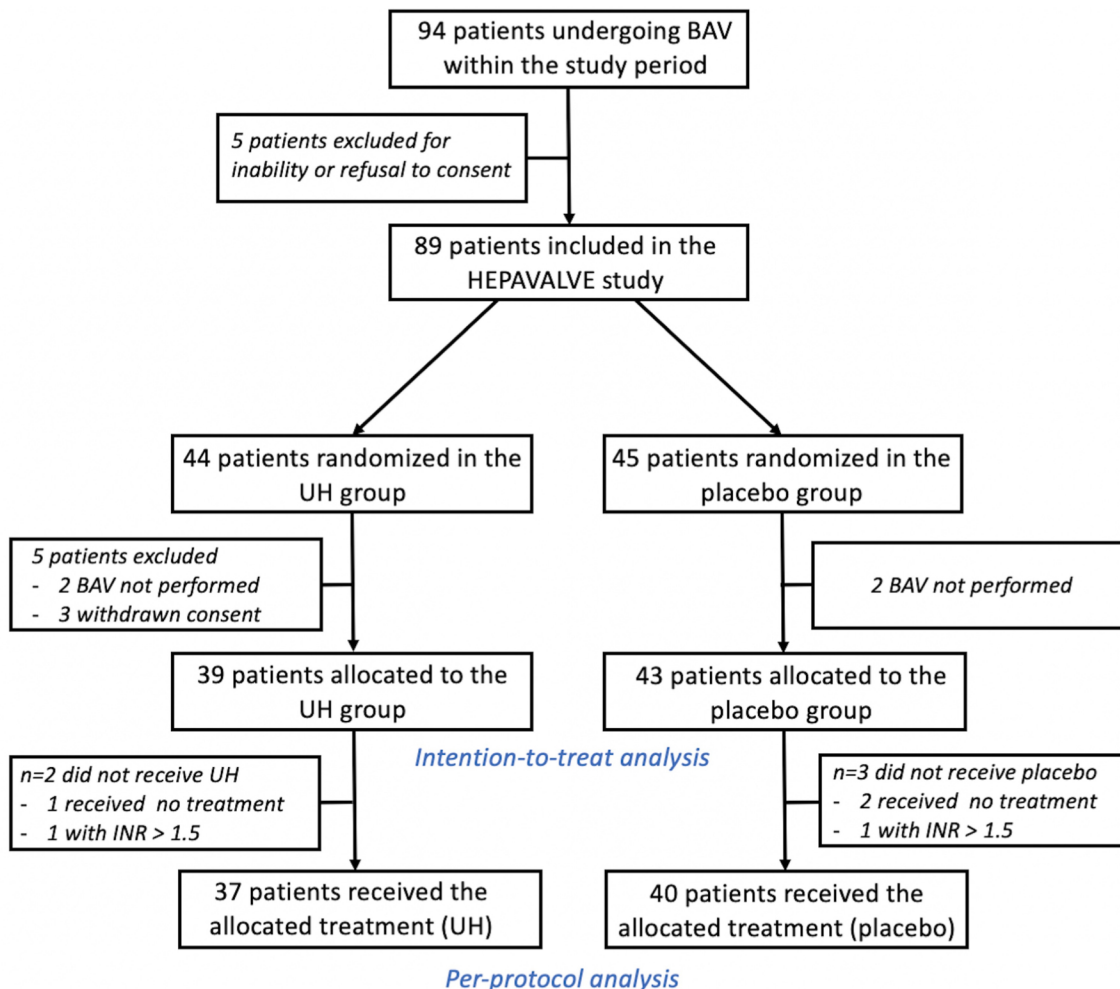 94 patients undergoing BAV
within the study period
5 patients excluded for
inability or refusal to consent
89 patients included in the
HEPAVALVE study
44 patients randomized in the
UH group
45 patients randomized in the
placebo group
5 patients excluded
- 2 BAV not performed
- 3 withdrawn consent
2 BAV not performed
39 patients allocated to the
UH group
43 patients allocated to the
placebo group
Intention-to-treat analysis
n=2 did not receive UH
- 1 received no treatment
- 1 with INR > 1.5
n=3 did not receive placebo
- 2 received no treatment
- 1 with INR > 1.5
37 patients received the
allocated treatment (UH)
40 patients received the
allocated treatment (placebo)
Per-protocol analysis